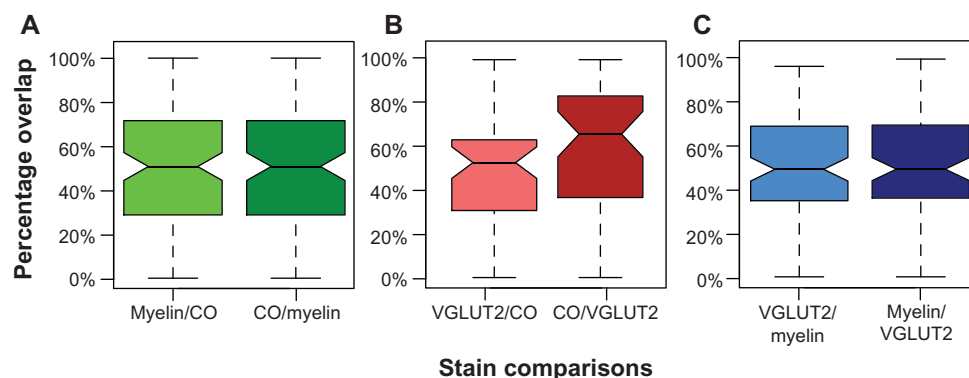 A
B
C
Percentage overlap
100%
80%
60%
40%
20%
0%
Myelin/CO
CO/myelin
100%
80%
60%
40%
20%
0%
VGLUT2/CO
CO/VGLUT2
100%
80%
60%
40%
20%
0%
VGLUT2/
myelin
Myelin/
VGLUT2
Stain comparisons